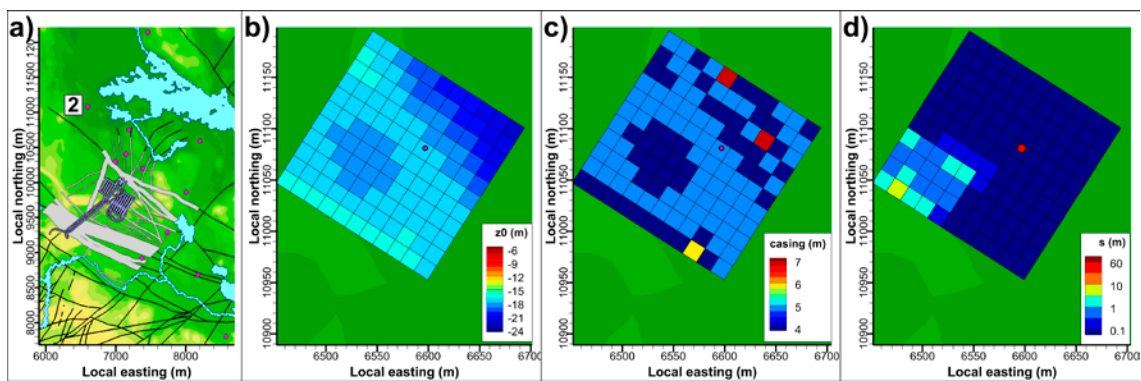 a)
b)
c)
d)
2
Local northing (m)
120
11500
11000
10500
10000
9500
9000
8500
8000
6000 7000 8000
Local easting (m)
Local northing (m)
11150
11100
11050
11000
10950
10900
6500 6550 6600 6650 6700
Local easting (m)
z0 (m)
-6
-9
-12
-15
-18
-21
-24
Local northing (m)
11150
11100
11050
11000
10950
10900
6500 6550 6600 6650 6700
Local easting (m)
casing (m)
7
6
5
4
Local northing (m)
11150
11100
11050
11000
10950
10900
6500 6550 6600 6650 6700
Local easting (m)
s (m)
60
10
1
0.1